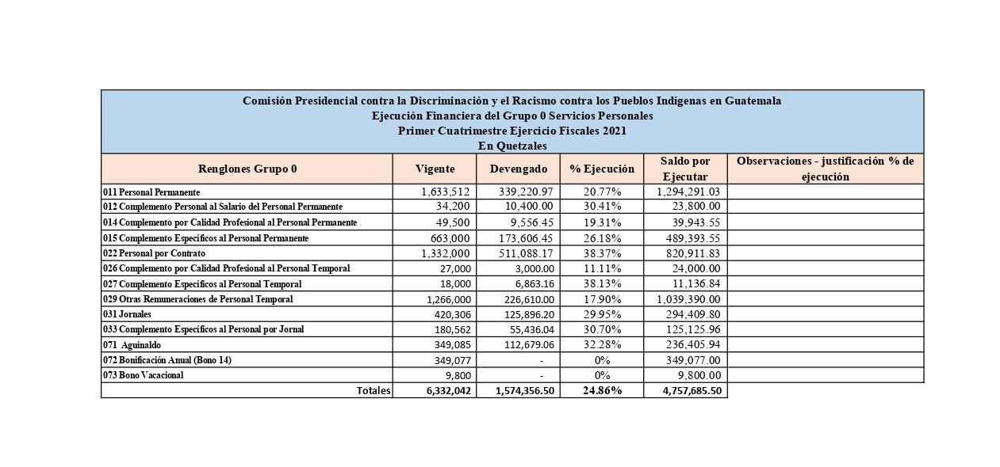 Comisión Presidencial contra la Discriminación y el Racismo contra los Pueblos Indígenas en Guatemala
Ejecución Financiera del Grupo 0 Servicios Personales
Primer Cuatrimestre Ejercicio Fiscales 2021
En Quetzales
Renglones Grupo 0 Vigente Devengado % Ejecución Saldo por Ejecutar Observaciones - justificación % de ejecución
011 Personal Permanente 1,633,512 339,220.97 20.77% 1,294,291.03
012 Complemento Personal al Salario del Personal Permanente 34,200 10,400.00 30.41% 23,800.00
014 Complemento por Calidad Profesional al Personal Permanente 49,500 9,556.45 19.31% 39,943.55
015 Complemento Específicos al Personal Permanente 663,000 173,606.45 26.18% 489,393.55
022 Personal por Contrato 1,332,000 511,088.17 38.37% 820,911.83
026 Complemento por Calidad Profesional al Personal Temporal 27,000 3,000.00 11.11% 24,000.00
027 Complemento Específicos al Personal Temporal 18,000 6,863.16 38.13% 11,136.84
029 Otras Remuneraciones de Personal Temporal 1,266,000 226,610.00 17.90% 1,039,390.00
031 Jornales 420,306 125,896.20 29.95% 294,409.80
033 Complemento Específicos al Personal por Jornal 180,562 55,436.04 30.70% 125,125.96
071 Aguinaldo 349,085 112,679.06 32.28% 236,405.94
072 Bonificación Anual (Bono 14) 349,077 - 0% 349,077.00
073 Bono Vacacional 9,800 - 0% 9,800.00
Totales 6,332,042 1,574,356.50 24.86% 4,757,685.50